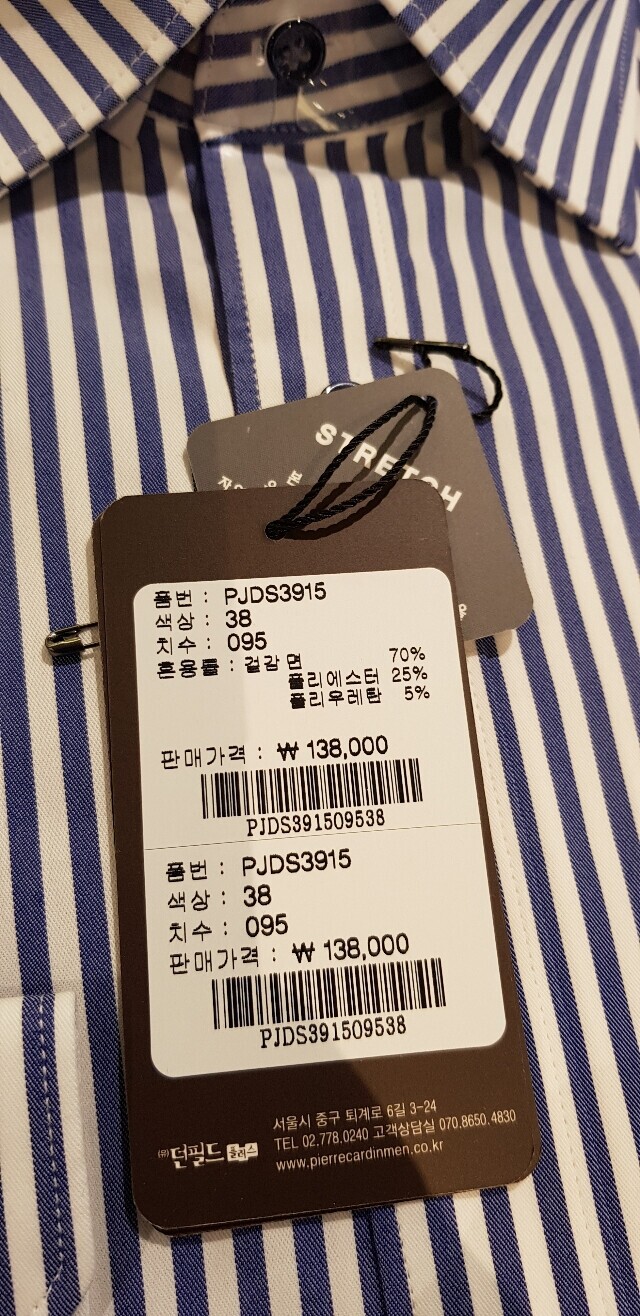 STRETCH
품번 : PJDS3915
색상 : 38
치수 : 095
혼용률 : 겉감 면 70%
폴리에스터 25%
폴리우레탄 5%
판매가격 : ₩ 138,000
PJDS391509538
품번 : PJDS3915
색상 : 38
치수 : 095
판매가격 : ₩ 138,000
PJDS391509538
서울시 중구 퇴계로 6길 3-24
(유)던필드 플러스 TEL 02.778.0240 고객상담실 070.8650.4830
www.pierrecardinmen.co.kr